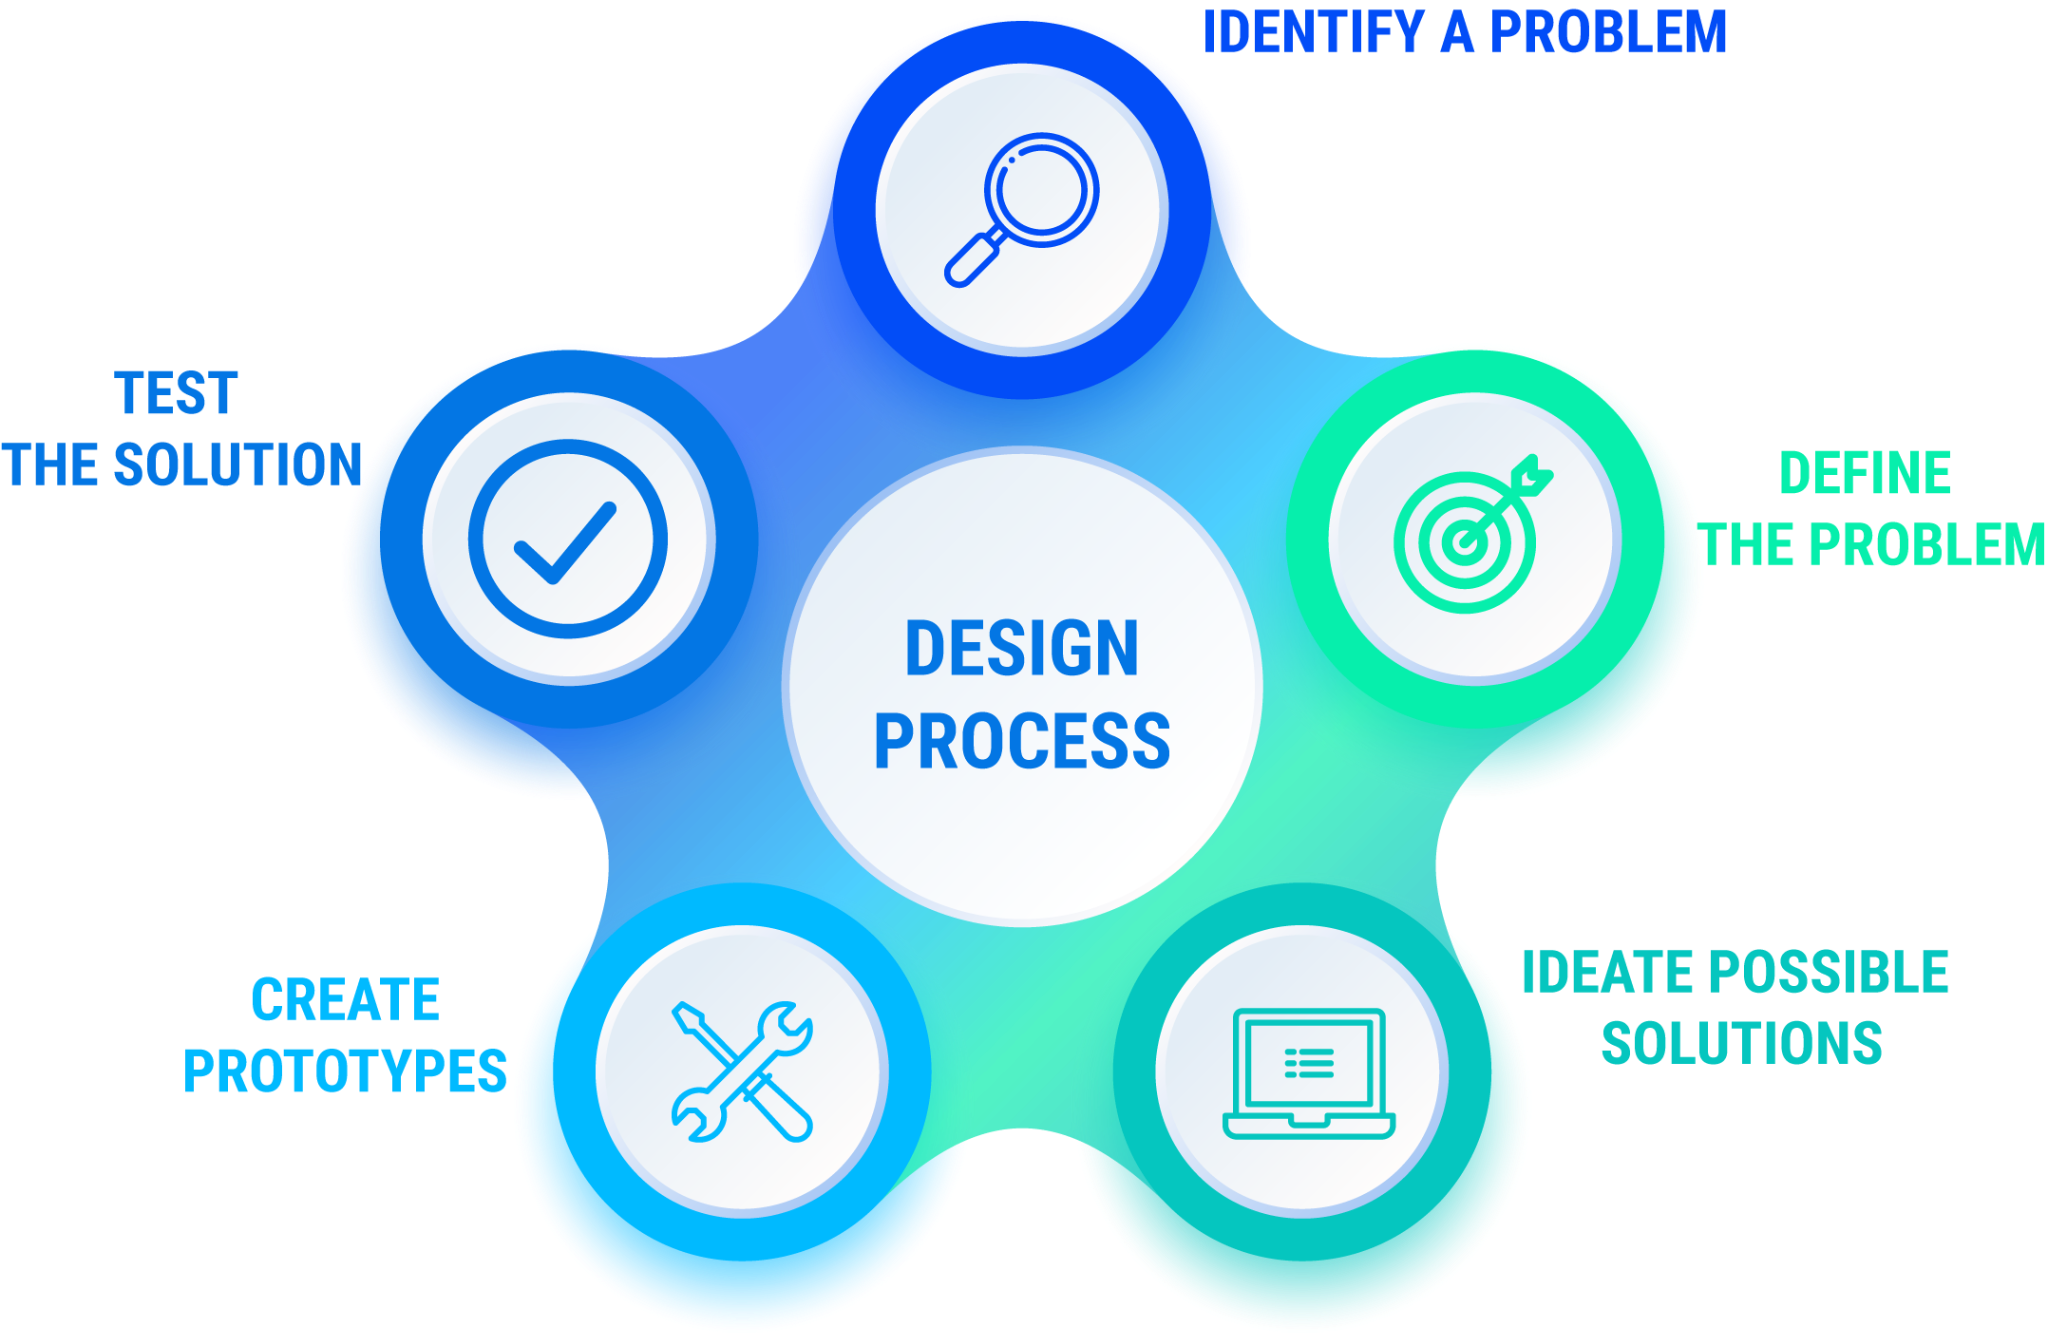 IDENTIFY A PROBLEM
DEFINE
THE PROBLEM
IDEATE POSSIBLE
SOLUTIONS
CREATE
PROTOTYPES
TEST
THE SOLUTION
DESIGN
PROCESS